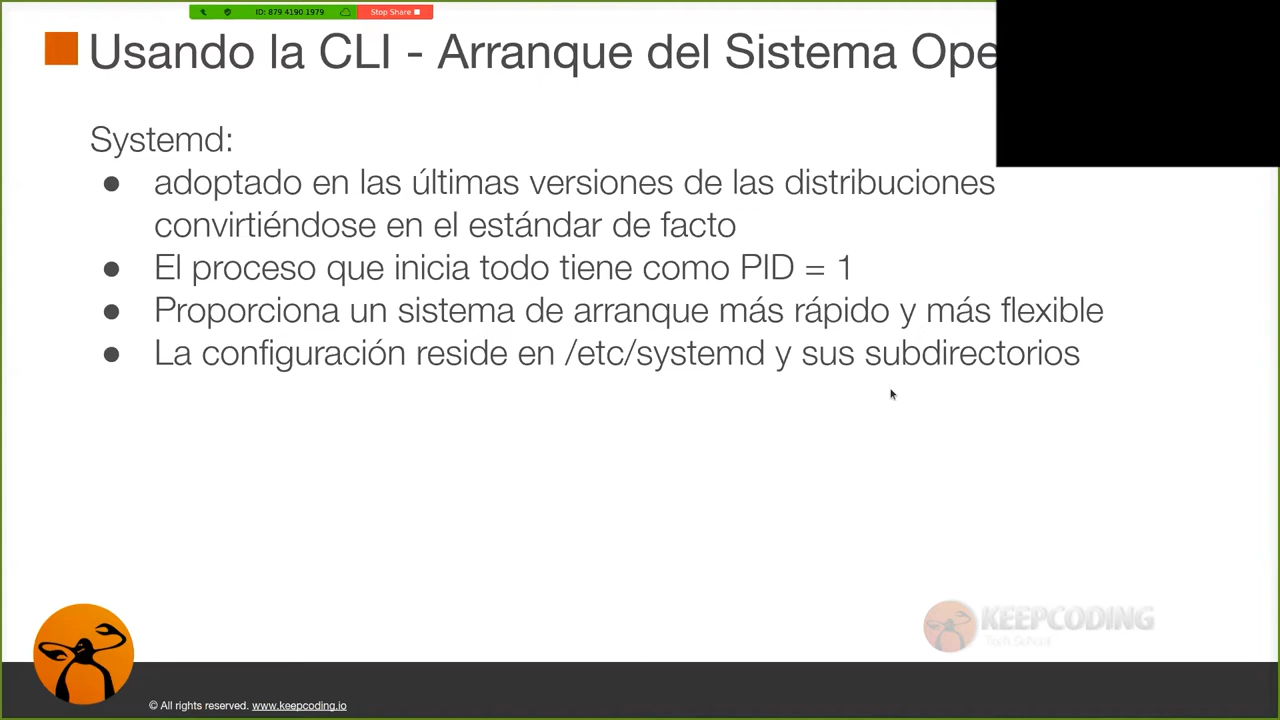 ID: 879 4190 1979
Stop Share
Usando la CLI - Arranque del Sistema Ope
Systemd:
● adoptado en las últimas versiones de las distribuciones
convirtiéndose en el estándar de facto
● El proceso que inicia todo tiene como PID = 1
● Proporciona un sistema de arranque más rápido y más flexible
● La configuración reside en /etc/systemd y sus subdirectorios
KEEPCODING
Tech School
© All rights reserved. www.keepcoding.io